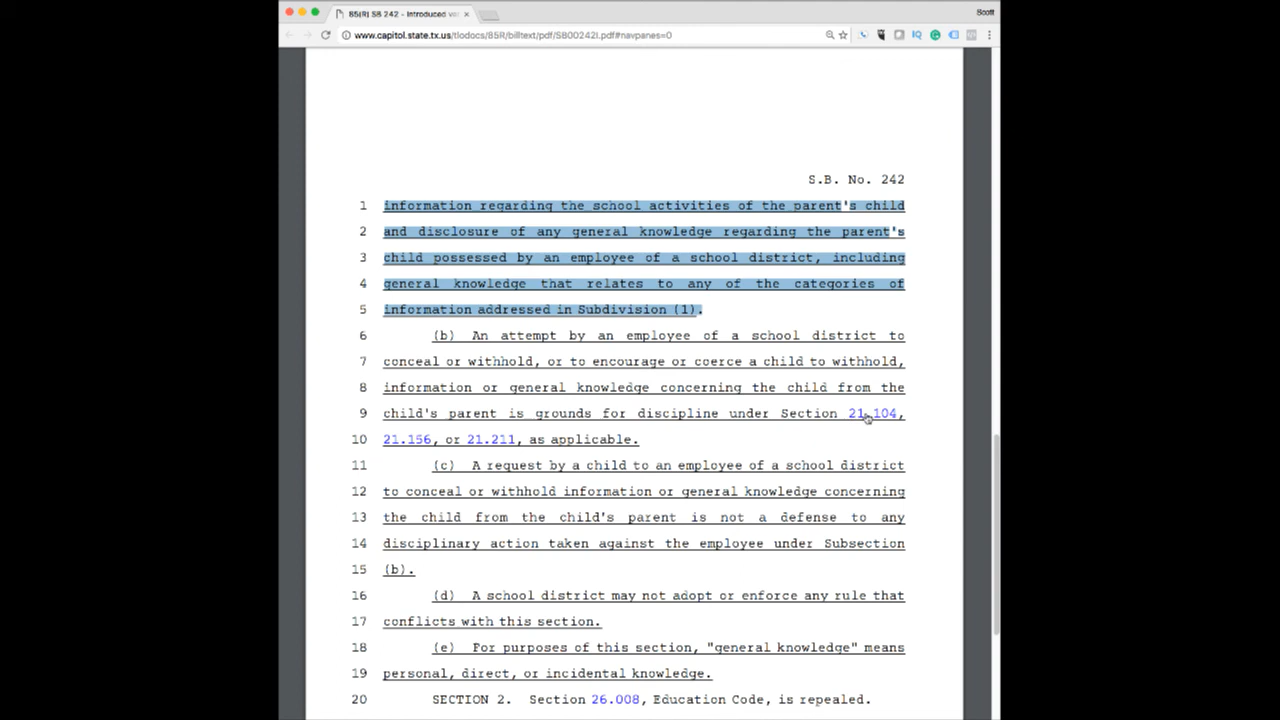 85(R) SB 242 - Introduced ve
Scott
www.capitol.state.tx.us/tlodocs/85R/billtext/pdf/SB00242I.pdf#navpanes=0
S.B. No. 242
1 information regarding the school activities of the parent's child
2 and disclosure of any general knowledge regarding the parent's
3 child possessed by an employee of a school district, including
4 general knowledge that relates to any of the categories of
5 information addressed in Subdivision (1).
6 (b) An attempt by an employee of a school district to
7 conceal or withhold, or to encourage or coerce a child to withhold,
8 information or general knowledge concerning the child from the
9 child's parent is grounds for discipline under Section 21.104,
10 21.156, or 21.211, as applicable.
11 (c) A request by a child to an employee of a school district
12 to conceal or withhold information or general knowledge concerning
13 the child from the child's parent is not a defense to any
14 disciplinary action taken against the employee under Subsection
15 (b).
16 (d) A school district may not adopt or enforce any rule that
17 conflicts with this section.
18 (e) For purposes of this section, "general knowledge" means
19 personal, direct, or incidental knowledge.
20 SECTION 2. Section 26.008, Education Code, is repealed.